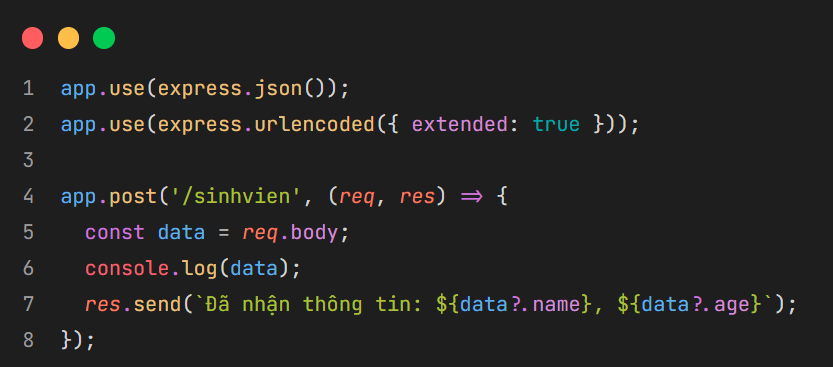 1 app.use(express.json());
2 app.use(express.urlencoded({ extended: true }));
3
4 app.post('/sinhvien', (req, res) => {
5   const data = req.body;
6   console.log(data);
7   res.send(`Đã nhận thông tin: ${data?.name}, ${data?.age}`);
8 });